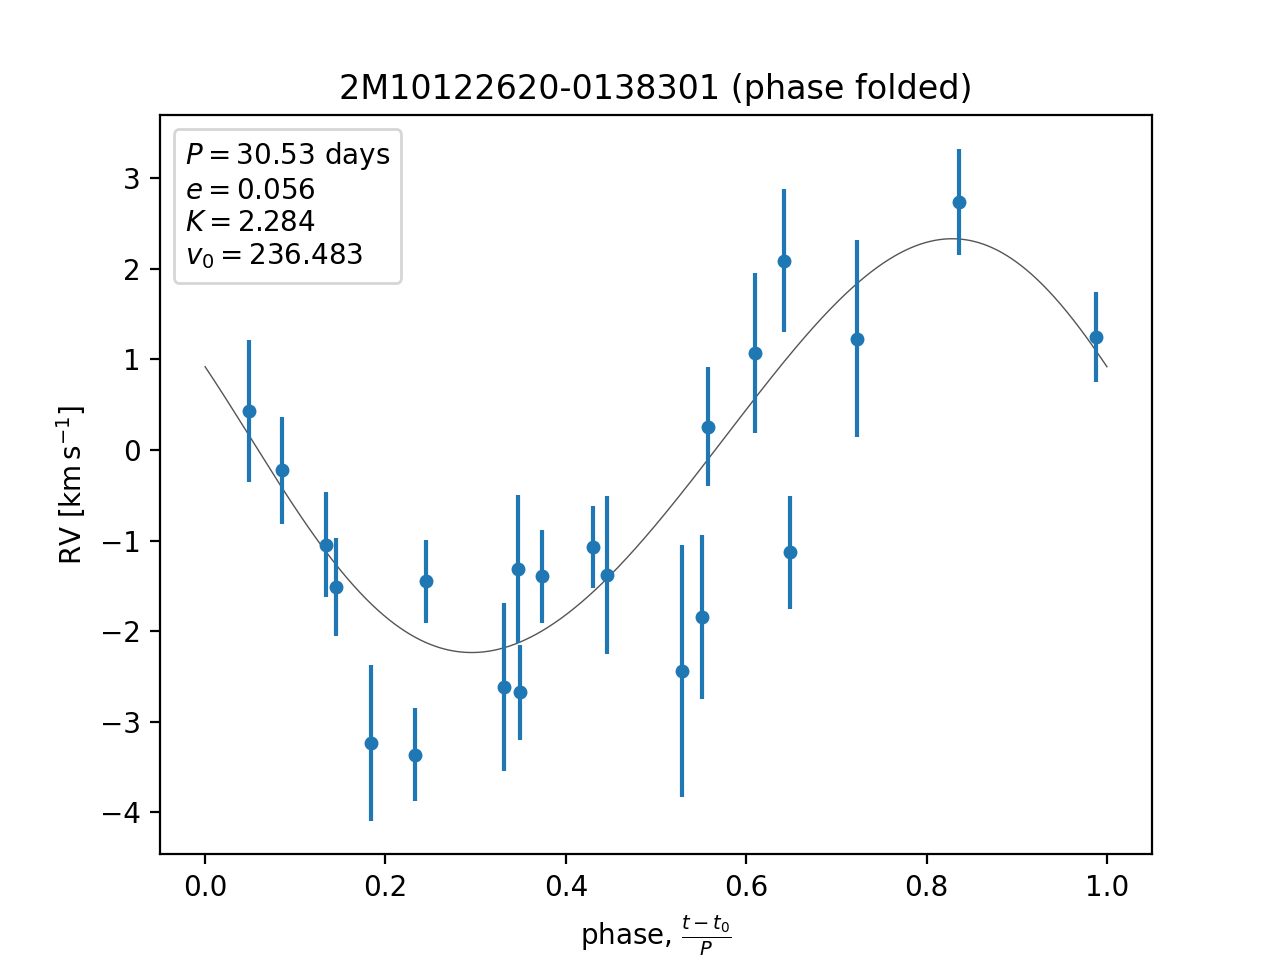 2M10122620-0138301 (phase folded)
P = 30.53 days
e = 0.056
K = 2.284
v₀ = 236.483
3
2
1
0
−1
−2
−3
−4
RV [km s⁻¹]
0.0 0.2 0.4 0.6 0.8 1.0
phase, (t − t₀)/P